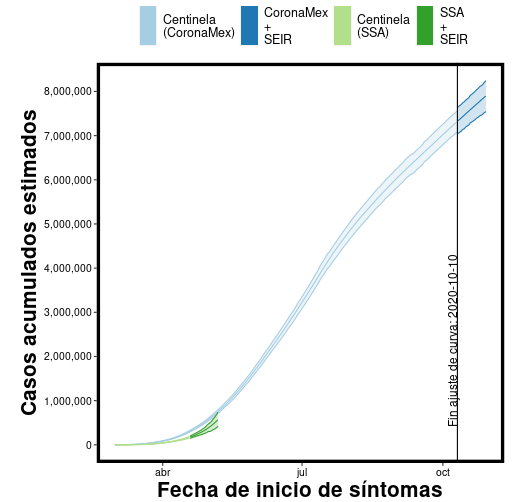 Centinela
(CoronaMex)
CoronaMex
+
SEIR
Centinela
(SSA)
SSA
+
SEIR
Casos acumulados estimados
8,000,000
7,000,000
6,000,000
5,000,000
4,000,000
3,000,000
2,000,000
1,000,000
0
Fin ajuste de curva: 2020-10-10
abr
jul
oct
Fecha de inicio de síntomas